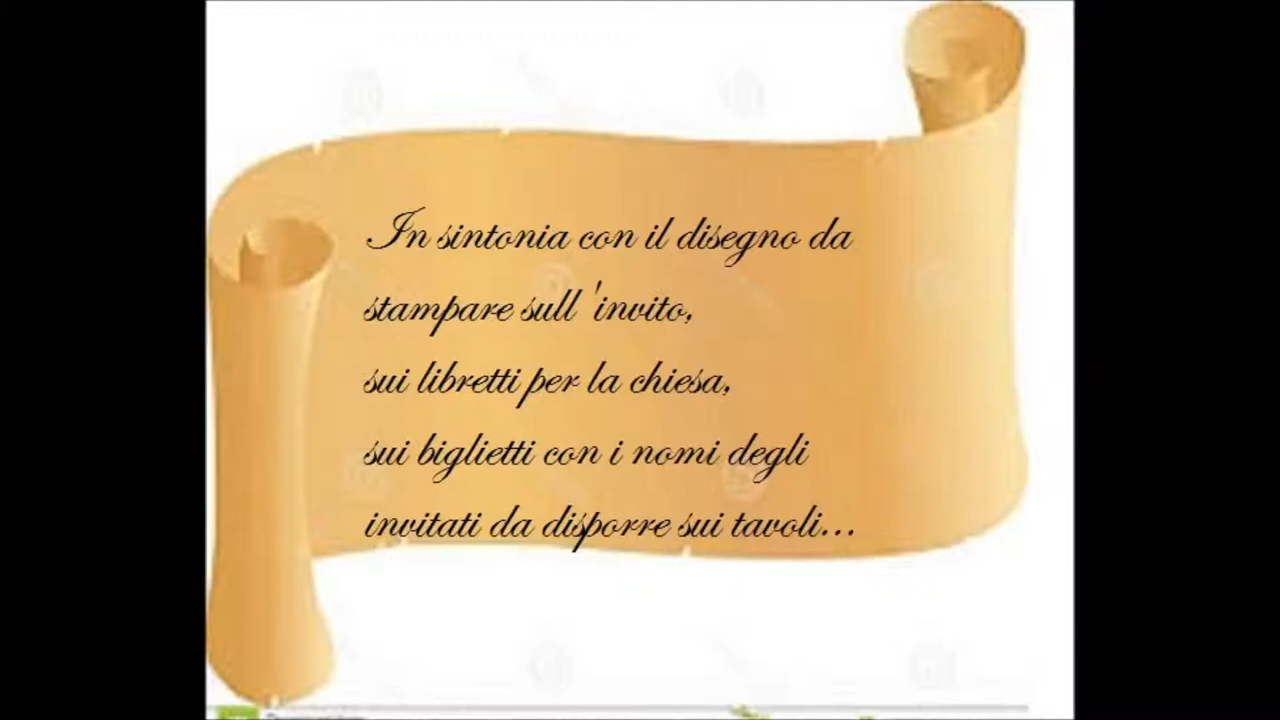 In sintonia con il disegno da
stampare sull'invito,
sui libretti per la chiesa,
sui biglietti con i nomi degli
invitati da disporre sui tavoli...